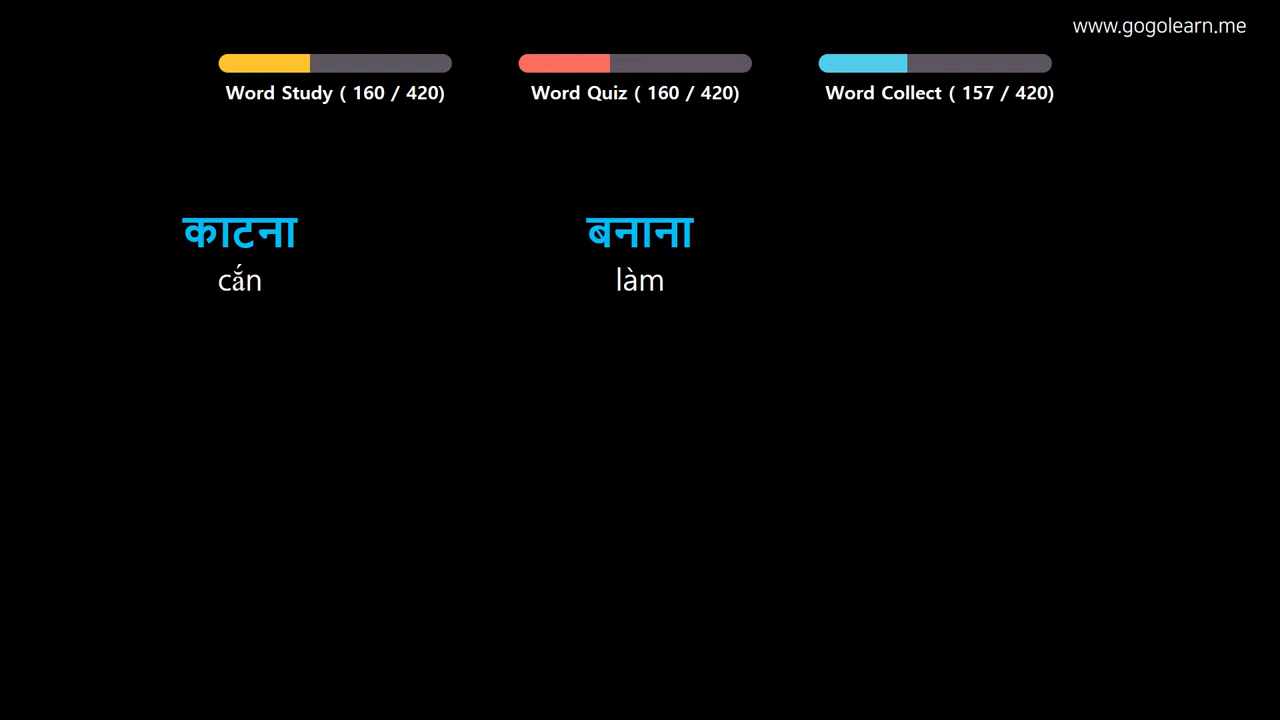 www.gogolearn.me
Word Study ( 160 / 420)
Word Quiz ( 160 / 420)
Word Collect ( 157 / 420)
काटना
cắn
बनाना
làm